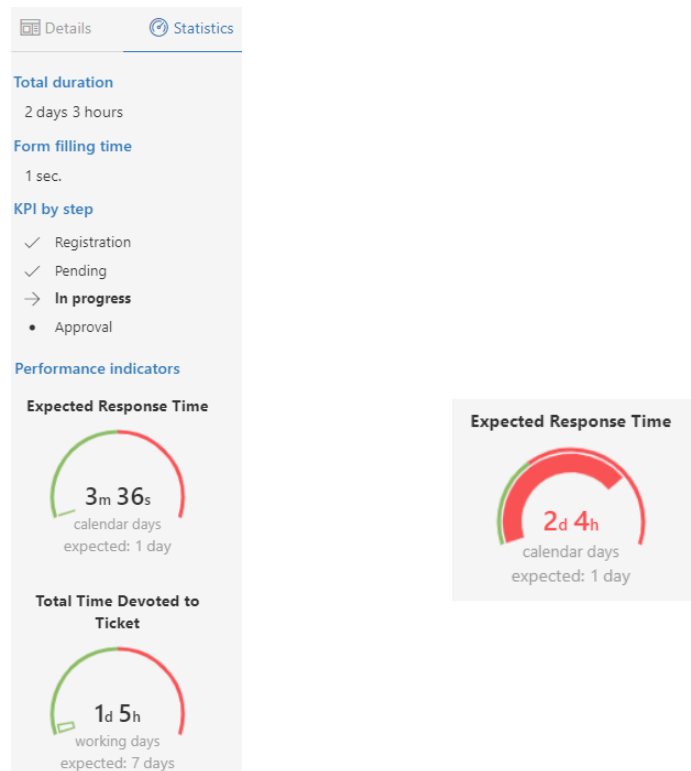 Details Statistics
Total duration
2 days 3 hours
Form filling time
1 sec.
KPI by step
Registration
Pending
In progress
Approval
Performance indicators
Expected Response Time
3m 36s
calendar days
expected: 1 day
Total Time Devoted to
Ticket
1d 5h
working days
expected: 7 days
Expected Response Time
2d 4h
calendar days
expected: 1 day